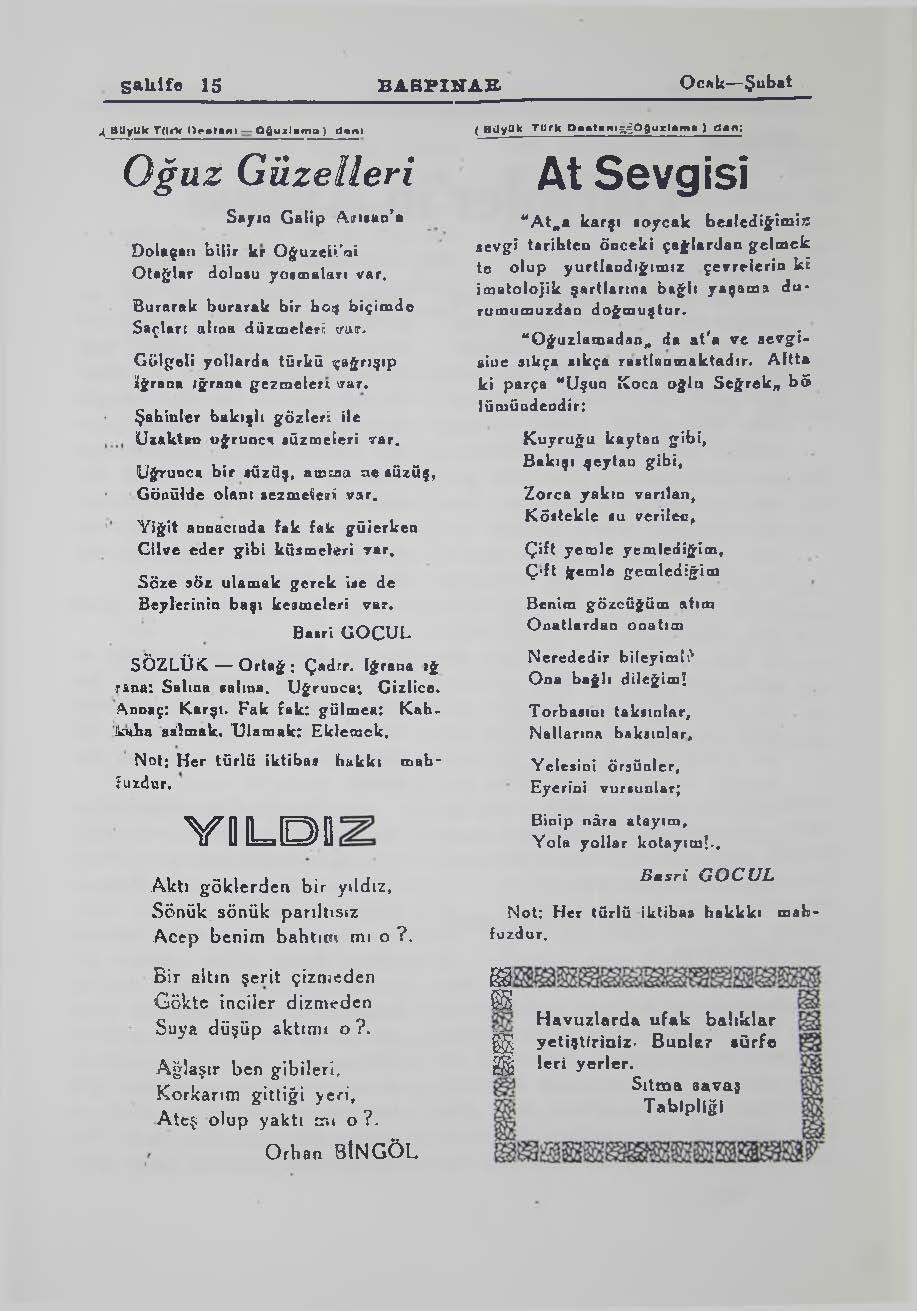 Sahife 15 BAŞPINAR Ocak—Şubat
( Büyük Türk Destanı = Oğuzlama ) dan:
Oğuz Güzelleri
Sayın Galip Arısan'a
Dolaşan bilir ki Oğuzeli'ni
Otağlar dolusu yosmaları var.
Burarak burarak bir hoş biçimde
Saçları alına düzmeleri var.
Gölgeli yollarda türkü çağrışıp
Iğrana ığrana gezmeleri var.
Şahinler bakışlı gözleri ile
Uzaktan uğrunca süzmeleri var.
Uğrunca bir süzüş, amma ne süzüş,
Gönülde olanı sezmeleri var.
Yiğit annacında fak fak gülerken
Cilve eder gibi küsmeleri var.
Söze söz ulamak gerek ise de
Beylerinin başı kesmeleri var.
Basri GOCUL
SÖZLÜK — Ortağ: Çadır. Iğrana ığ
rana: Salına salına. Uğrunca: Gizlice.
Annaç: Karşı. Fak fak: gülmea: Kah-
kaha salmak. Ulamak: Eklemek.
Not: Her türlü iktibas hakkı mah-
fuzdur.
YILDIZ
Aktı göklerden bir yıldız,
Sönük sönük parıltısız
Acep benim bahtım mı o ?.
Bir altın şerit çizmeden
Gökte inciler dizmeden
Suya düşüp aktımı o ?.
Ağlaşır ben gibileri,
Korkarım gittiği yeri,
Ateş olup yaktı mı o ?.
Orhan BİNGÖL
( Büyük Türk Destanı = Oğuzlama ) dan:
At Sevgisi
"At„a karşı soycak beslediğimiz
sevgi tarihten önceki çağlardan gelmek
te olup yurtlandığımız çevrelerin ki
imatolojik şartlarına bağlı yaşama du-
rumumuzdan doğmuştur.
"Oğuzlamadan„ da at'a ve sevgi-
sine sıkça sıkça rastlanmaktadır. Altta
ki parça "Uşun Koca oğlu Seğrek„ bö
lümündendir:
Kuyruğu kaytan gibi,
Bakışı şeytan gibi,
Zorca yakın varılan,
Köstekle su verilen,
Çift yemle yemlediğim,
Çift gemle gemlediğim
Benim gözcüğüm atım
Onatlardan onatım
Nerededir bileyim!?
Ona bağlı dileğim!
Torbasını taksınlar,
Nallarına baksınlar,
Yelesini örsünler,
Eyerini vursunlar;
Binip nâra atayım,
Yola yollar kotayım!..
Basri GOCUL
Not: Her türlü iktibas hakkkı mah-
fuzdur.
Havuzlarda ufak balıklar
yetiştiriniz. Bunlar sürfe
leri yerler.
Sıtma savaş
Tabipliği